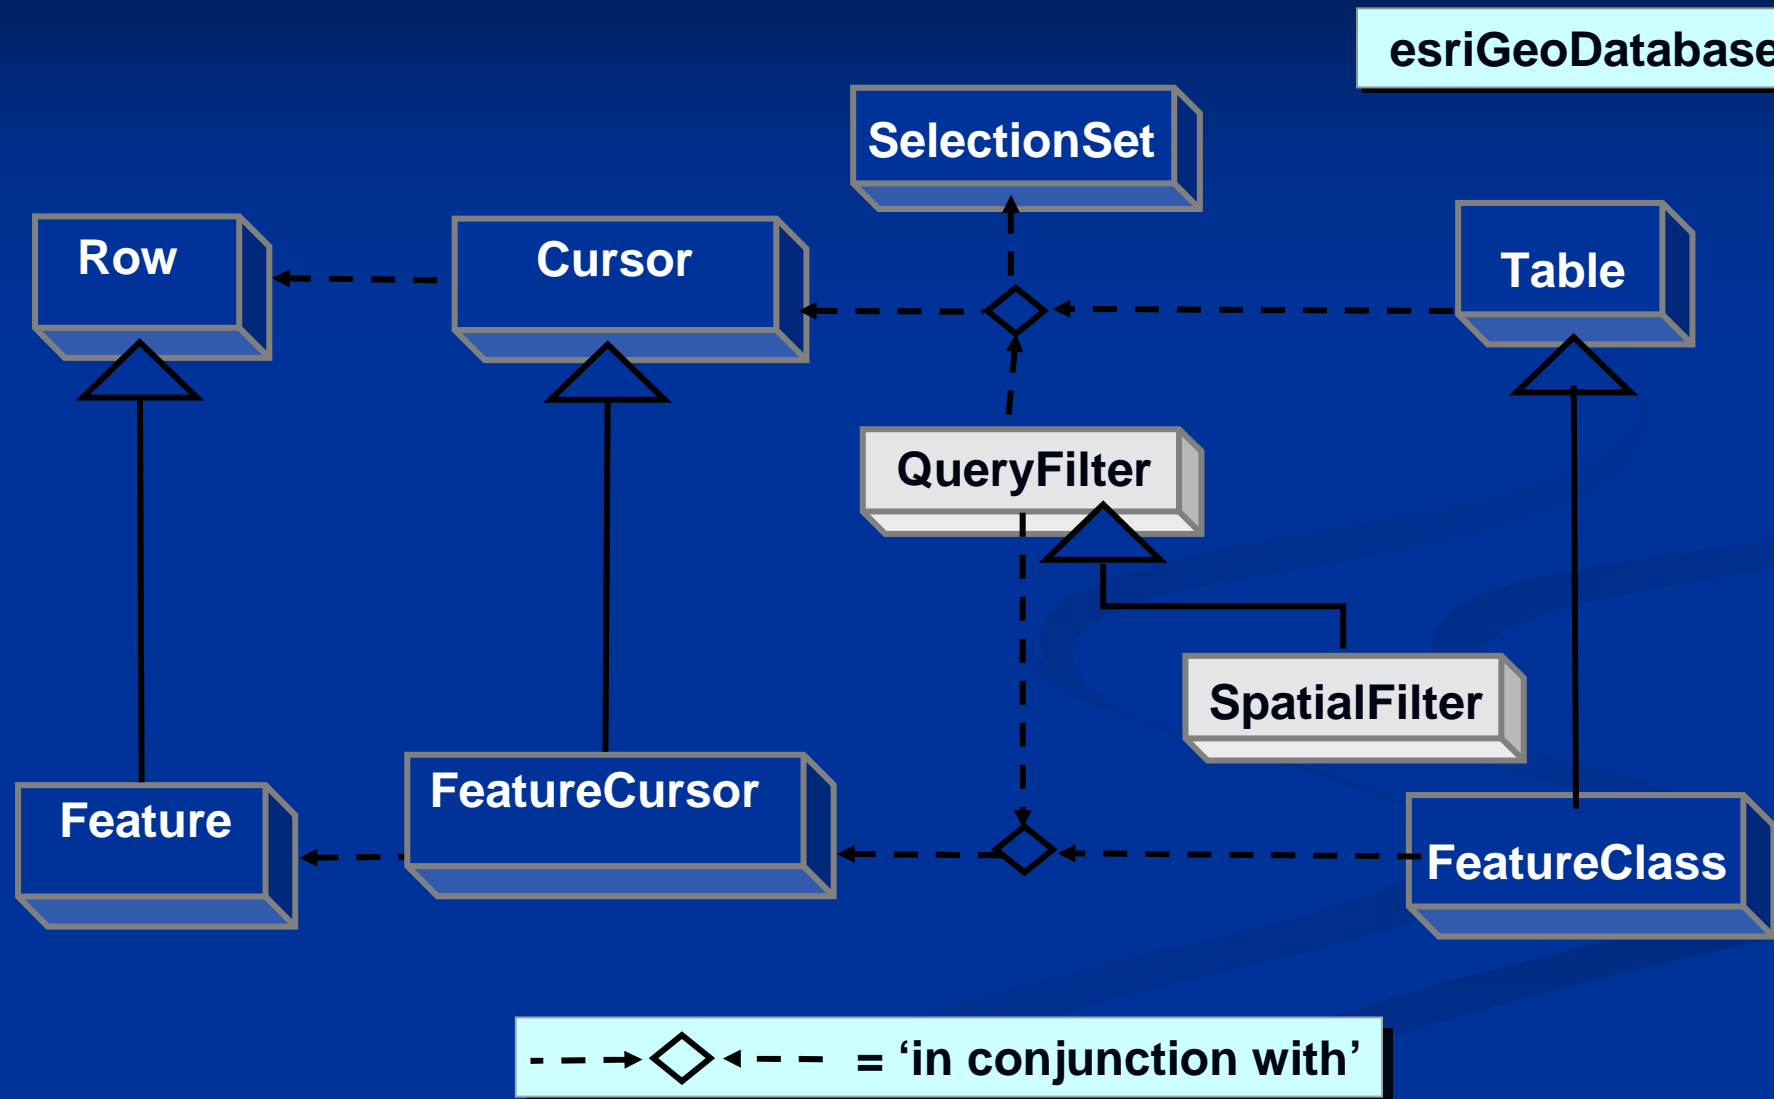 esriGeoDatabase
SelectionSet
Row
Cursor
Table
QueryFilter
SpatialFilter
Feature
FeatureCursor
FeatureClass
= ‘in conjunction with’